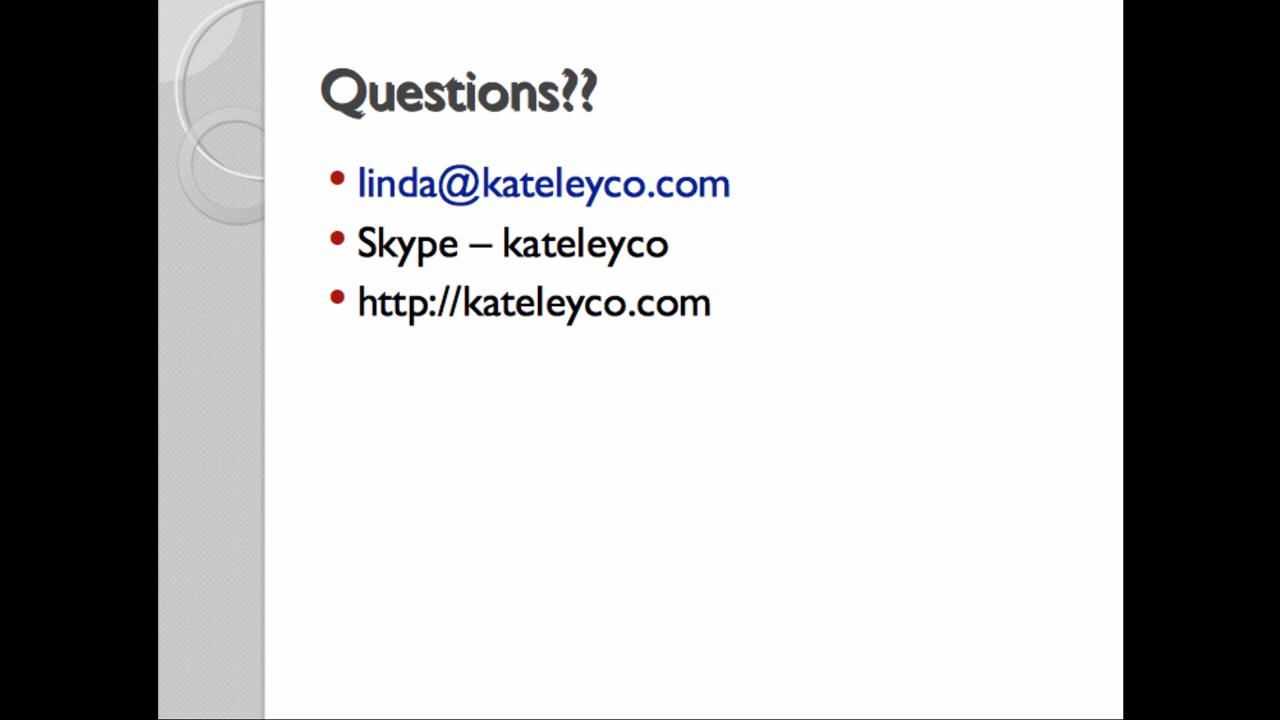 Questions??
• linda@kateleyco.com
• Skype – kateleyco
• http://kateleyco.com